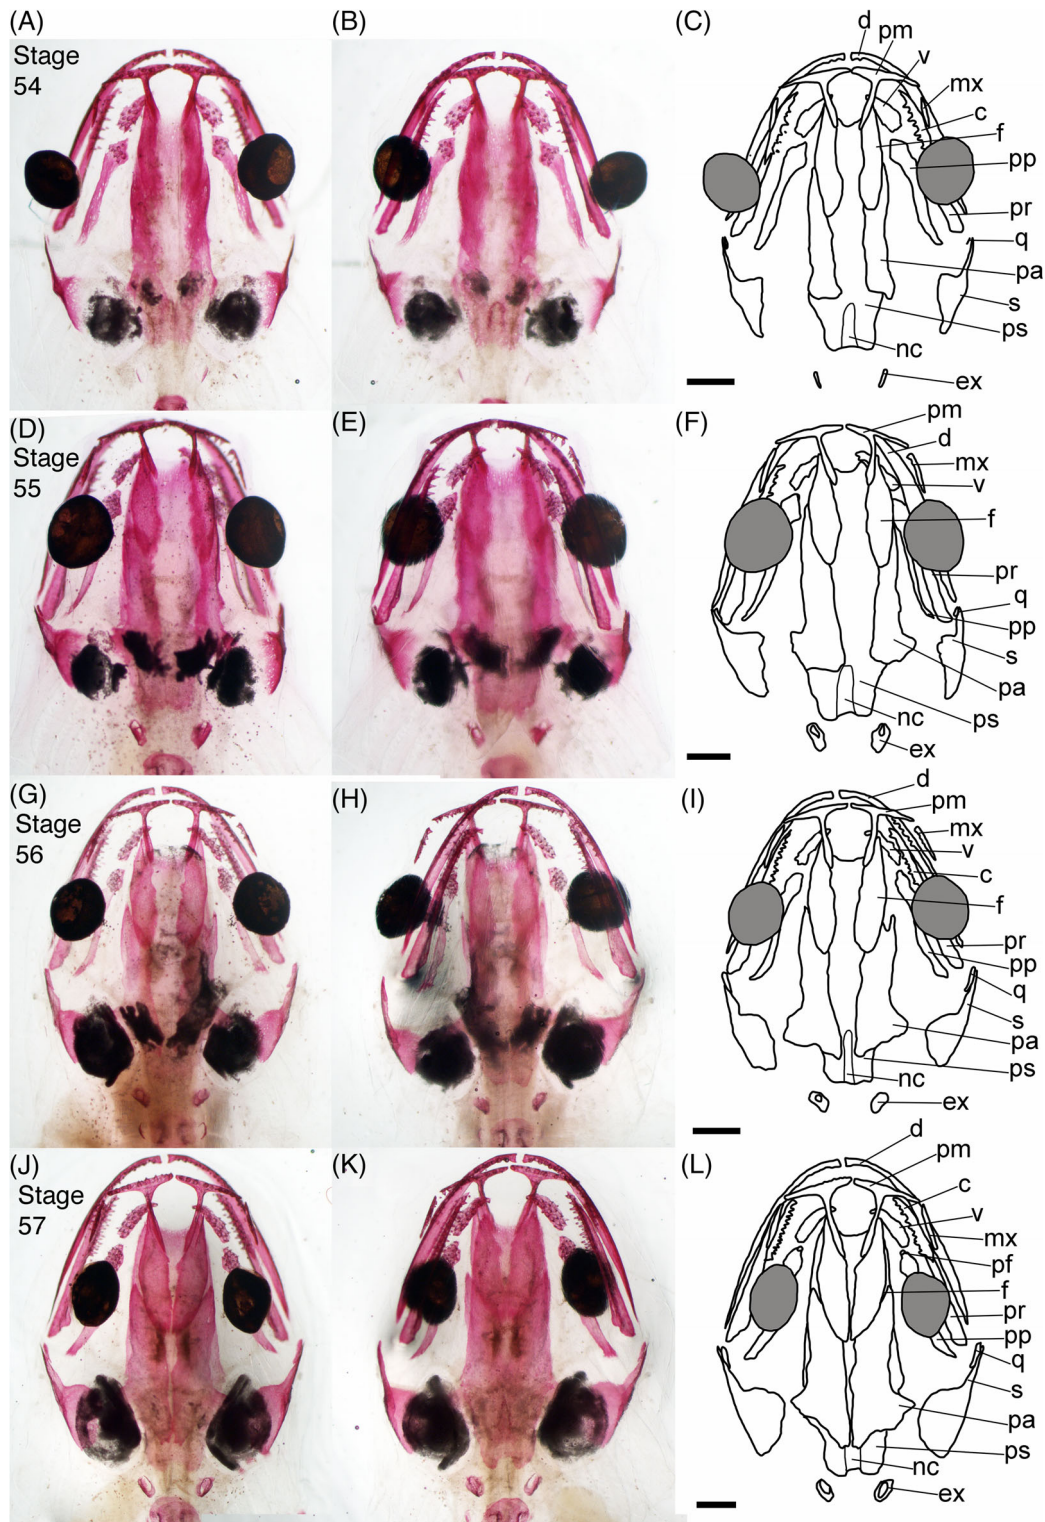 (A)
Stage
54
(B)
(C)
d
pm
v
mx
c
f
pp
pr
q
pa
s
ps
nc
ex
(D)
Stage
55
(E)
(F)
pm
d
mx
v
f
pr
q
pp
s
pa
nc
ps
ex
(G)
Stage
56
(H)
(I)
d
pm
mx
v
c
f
pr
pp
q
s
pa
ps
nc
ex
(J)
Stage
57
(K)
(L)
d
pm
c
v
mx
pf
f
pr
pp
q
s
pa
ps
nc
ex